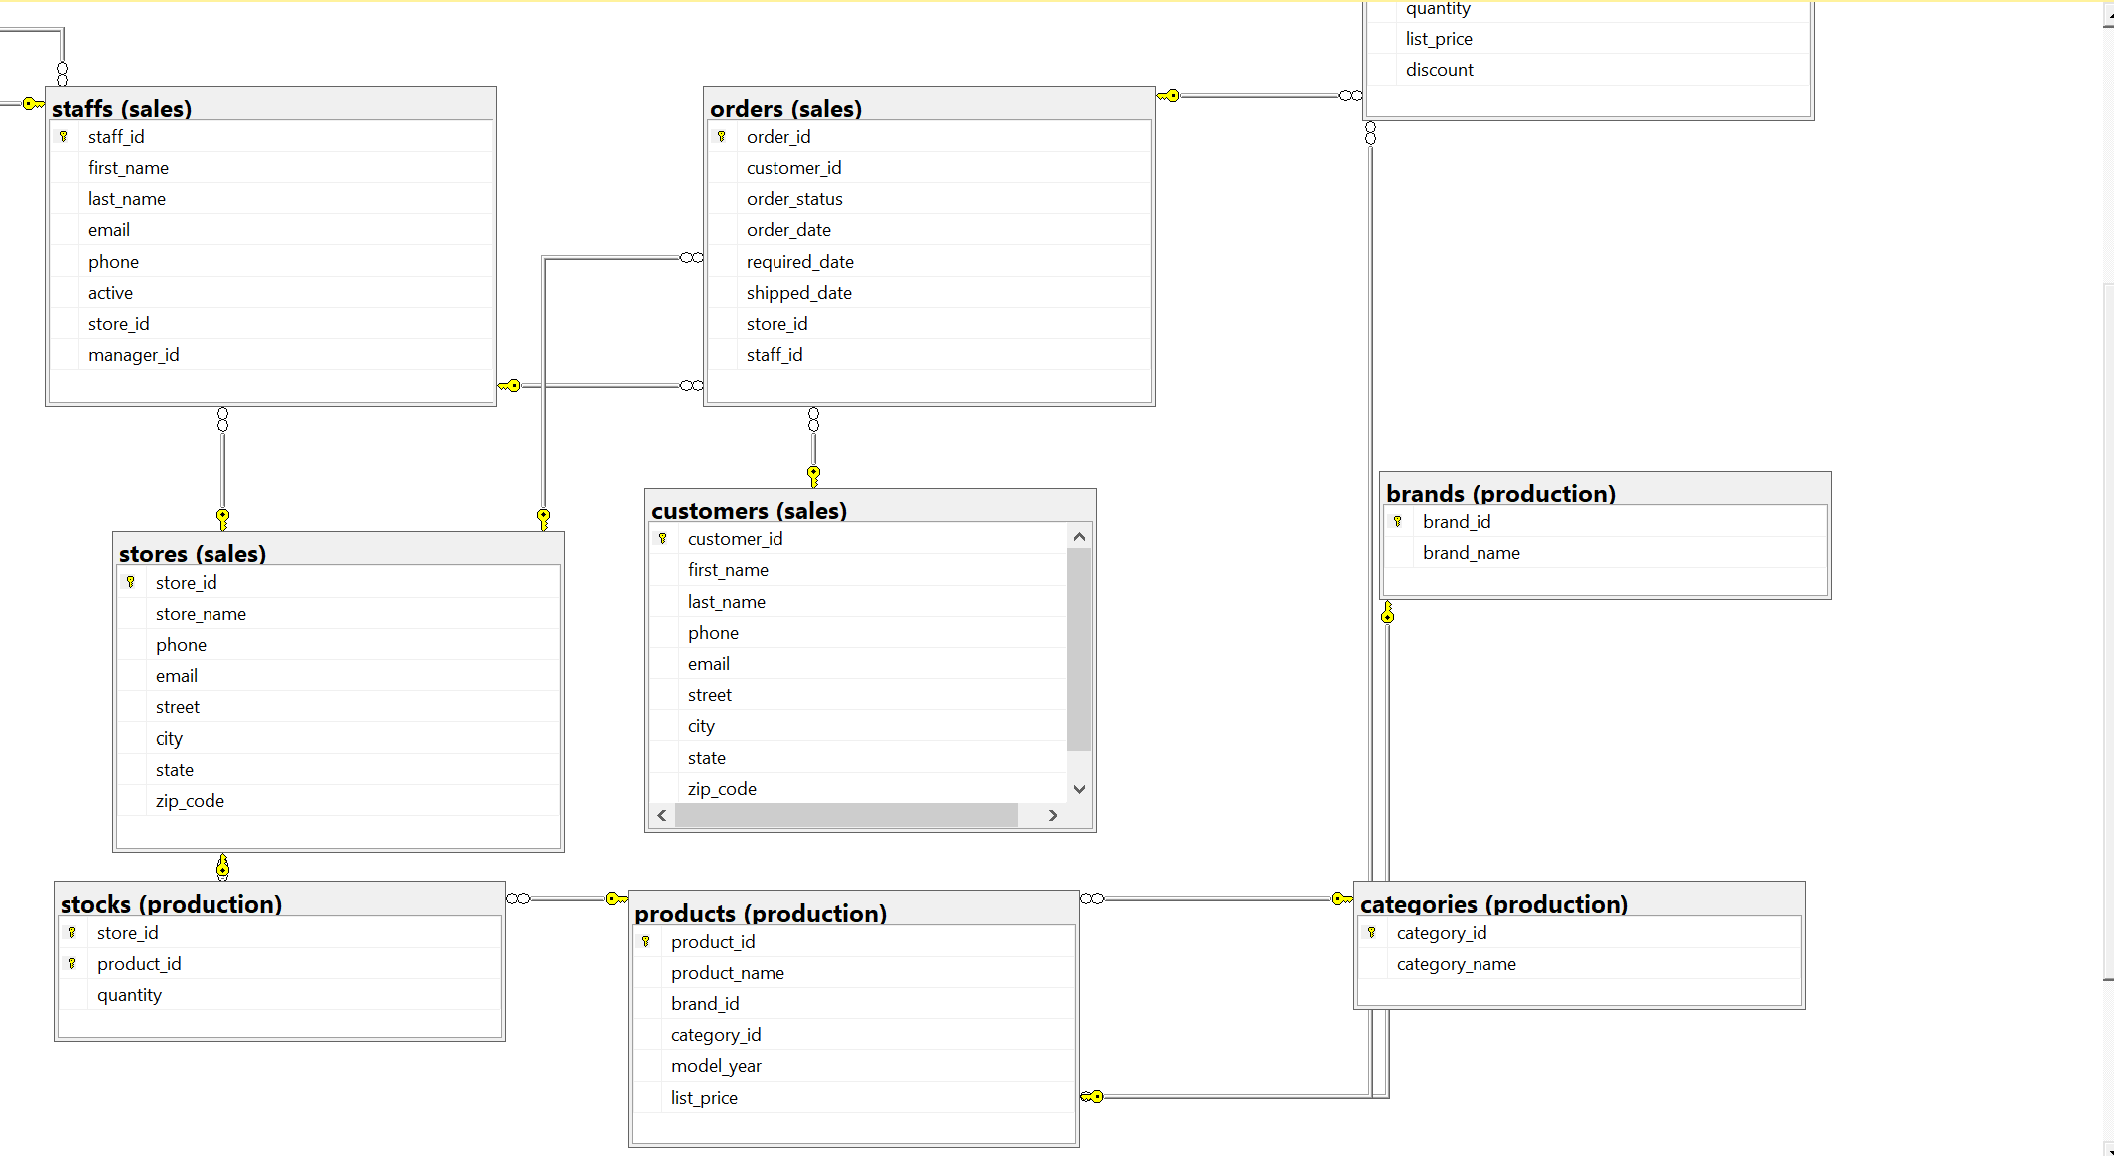 quantity
list_price
discount
staffs (sales)
staff_id
first_name
last_name
email
phone
active
store_id
manager_id
orders (sales)
order_id
customer_id
order_status
order_date
required_date
shipped_date
store_id
staff_id
stores (sales)
store_id
store_name
phone
email
street
city
state
zip_code
customers (sales)
customer_id
first_name
last_name
phone
email
street
city
state
zip_code
brands (production)
brand_id
brand_name
stocks (production)
store_id
product_id
quantity
products (production)
product_id
product_name
brand_id
category_id
model_year
list_price
categories (production)
category_id
category_name